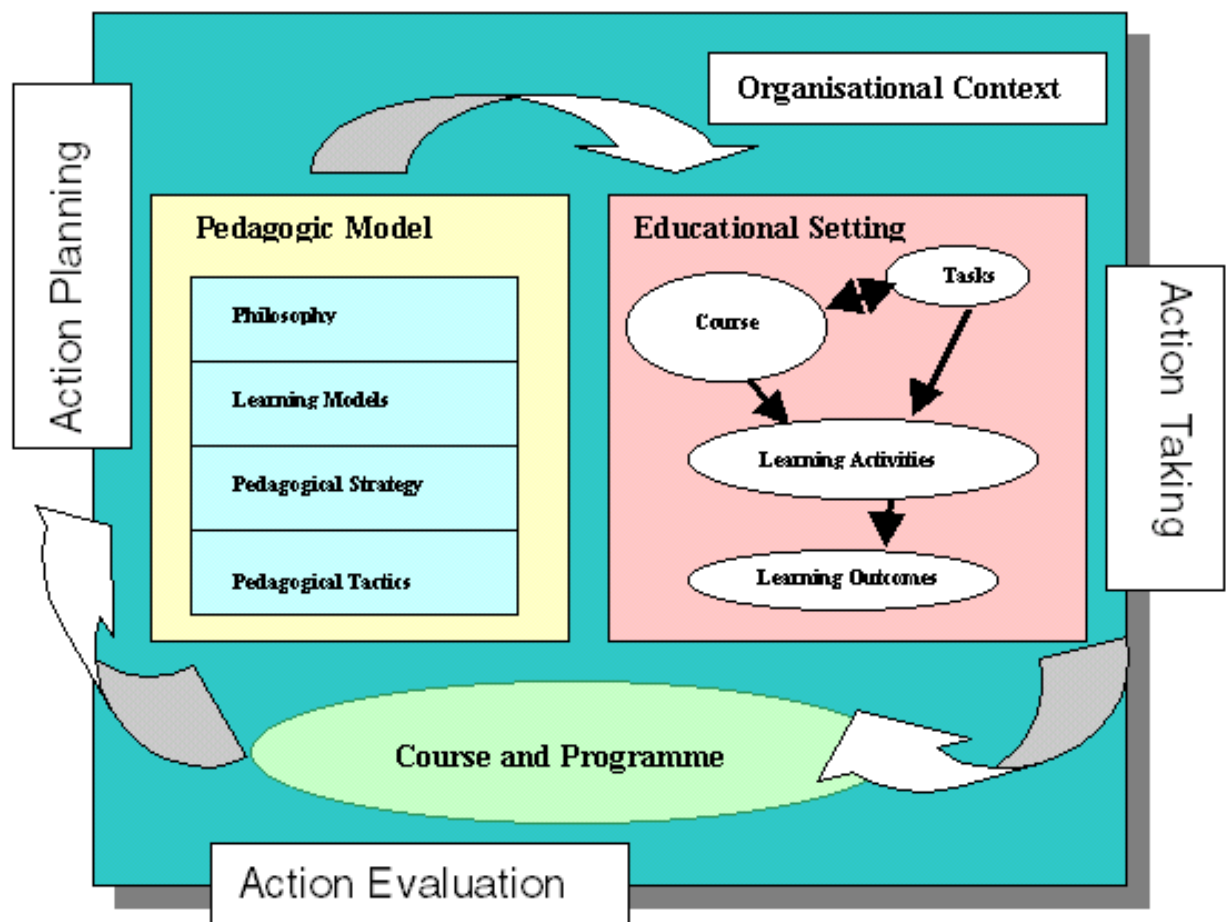 Organisational Context
Action Planning
Pedagogic Model
Philosophy
Learning Models
Pedagogical Strategy
Pedagogical Tactics
Educational Setting
Tasks
Course
Learning Activities
Learning Outcomes
Action Taking
Course and Programme
Action Evaluation